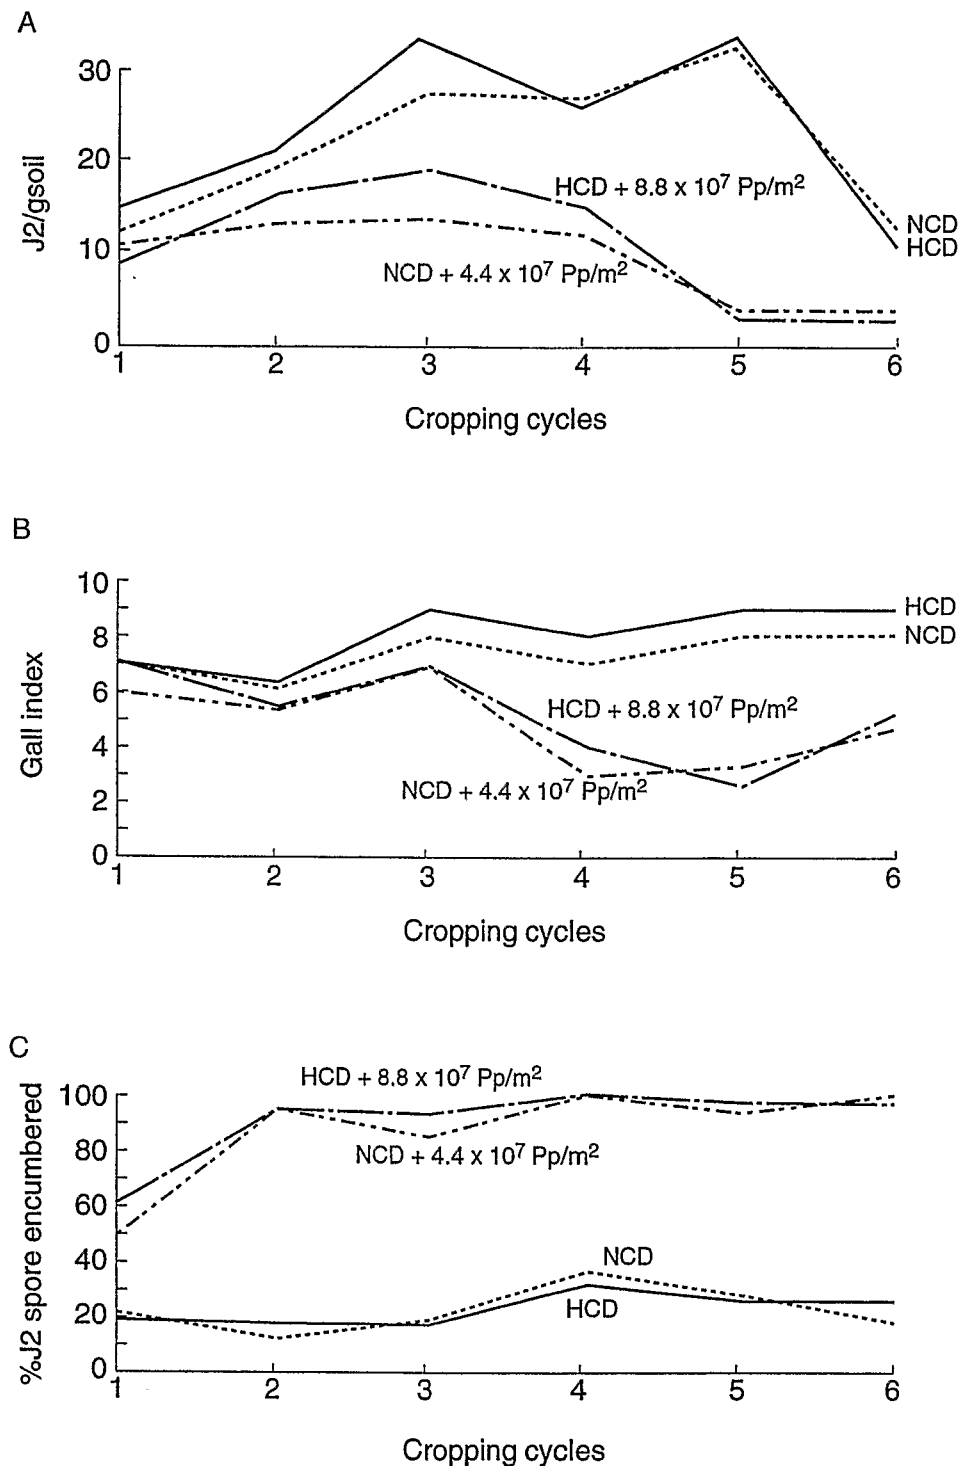 A
30
20
10
0
J2/gsoil
HCD + 8.8 x 10⁷ Pp/m²
NCD
HCD
NCD + 4.4 x 10⁷ Pp/m²
1 2 3 4 5 6
Cropping cycles
B
10
8
6
4
2
0
Gall index
HCD
NCD
HCD + 8.8 x 10⁷ Pp/m²
NCD + 4.4 x 10⁷ Pp/m²
1 2 3 4 5 6
Cropping cycles
C
100
80
60
40
20
0
%J2 spore encumbered
HCD + 8.8 x 10⁷ Pp/m²
NCD + 4.4 x 10⁷ Pp/m²
NCD
HCD
1 2 3 4 5 6
Cropping cycles